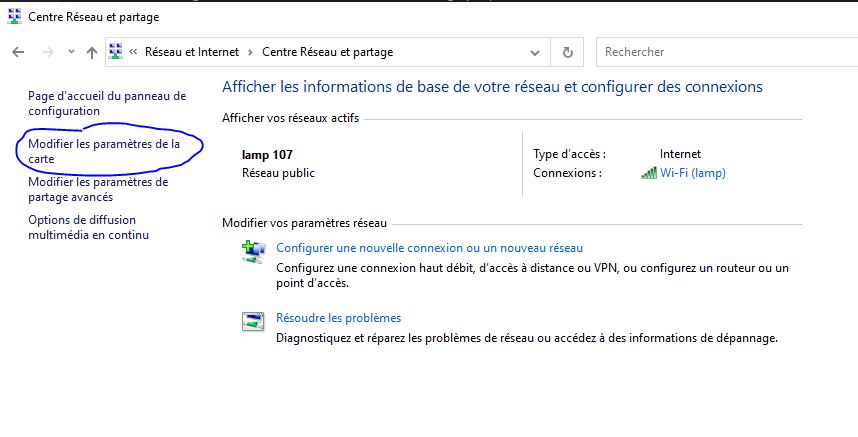 Centre Réseau et partage
Réseau et Internet
Centre Réseau et partage
Rechercher
Page d'accueil du panneau de
configuration
Modifier les paramètres de la
carte
Modifier les paramètres de
partage avancés
Options de diffusion
multimédia en continu
Afficher les informations de base de votre réseau et configurer des connexions
Afficher vos réseaux actifs
lamp 107
Réseau public
Type d'accès :
Internet
Connexions :
Wi-Fi (lamp)
Modifier vos paramètres réseau
Configurer une nouvelle connexion ou un nouveau réseau
Configurez une connexion haut débit, d'accès à distance ou VPN, ou configurez un routeur ou un
point d'accès.
Résoudre les problèmes
Diagnostiquez et réparez les problèmes de réseau ou accédez à des informations de dépannage.